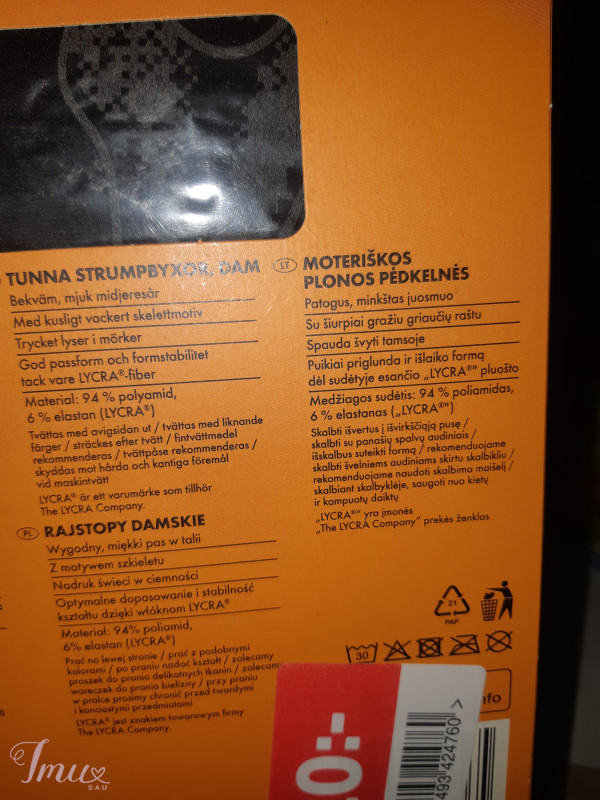 TUNNA STRUMPBYXOR, DAM
Bekväm, mjuk midjeresår
Med kusligt vackert skelettmotiv
Trycket lyser i mörker
God passform och formstabilitet
tack vare LYCRA®-fiber
Material: 94 % polyamid,
6 % elastan (LYCRA®)
Tvättas med avigsidan ut / tvättas med liknande
färger / sträckes efter tvätt / fintvättmedel
rekommenderas / tvättpåse rekommenderas /
skyddas mot hårda och kantiga föremål
vid maskintvätt
LYCRA® är ett varumärke som tillhör
The LYCRA Company.
PL RAJSTOPY DAMSKIE
Wygodny, miękki pas w talii
Z motywem szkieletu
Nadruk świeci w ciemności
Optymalne dopasowanie i stabilność
kształtu dzięki włóknom LYCRA®
Materiał: 94% poliamid,
6% elastan (LYCRA®)
Prać na lewej stronie / prać z podobnymi
kolorami / po praniu nadać kształt / zalecamy
proszek do prania delikatnych tkanin / zalecamy
woreczek do prania bielizny / przy praniu
w pralce prosimy chronić przed twardymi
i kanciastymi przedmiotami
LYCRA® jest znakiem towarowym firmy
The LYCRA Company.
LT MOTERIŠKOS
PLONOS PĖDKELNĖS
Patogus, minkštas juosmuo
Su šiurpiai gražiu griaučių raštu
Spauda švyti tamsoje
Puikiai priglunda ir išlaiko formą
dėl sudėtyje esančio „LYCRA®“ pluošto
Medžiagos sudėtis: 94 % poliamidas,
6 % elastanas („LYCRA®“)
Skalbti išvertus į išvirkščiąją pusę /
skalbti su panašių spalvų audiniais /
išskalbus suteikti formą / rekomenduojame
skalbti švelniems audiniams skirtu skalbikliu /
rekomenduojame naudoti skalbimo maišelį /
skalbiant skalbyklėje, saugoti nuo kietų
ir kampuotų daiktų
„LYCRA®“ yra įmonės
„The LYCRA Company“ prekės ženklas
21
PAP
30
nfo
0:-
493 424760 >
Imu
SAU